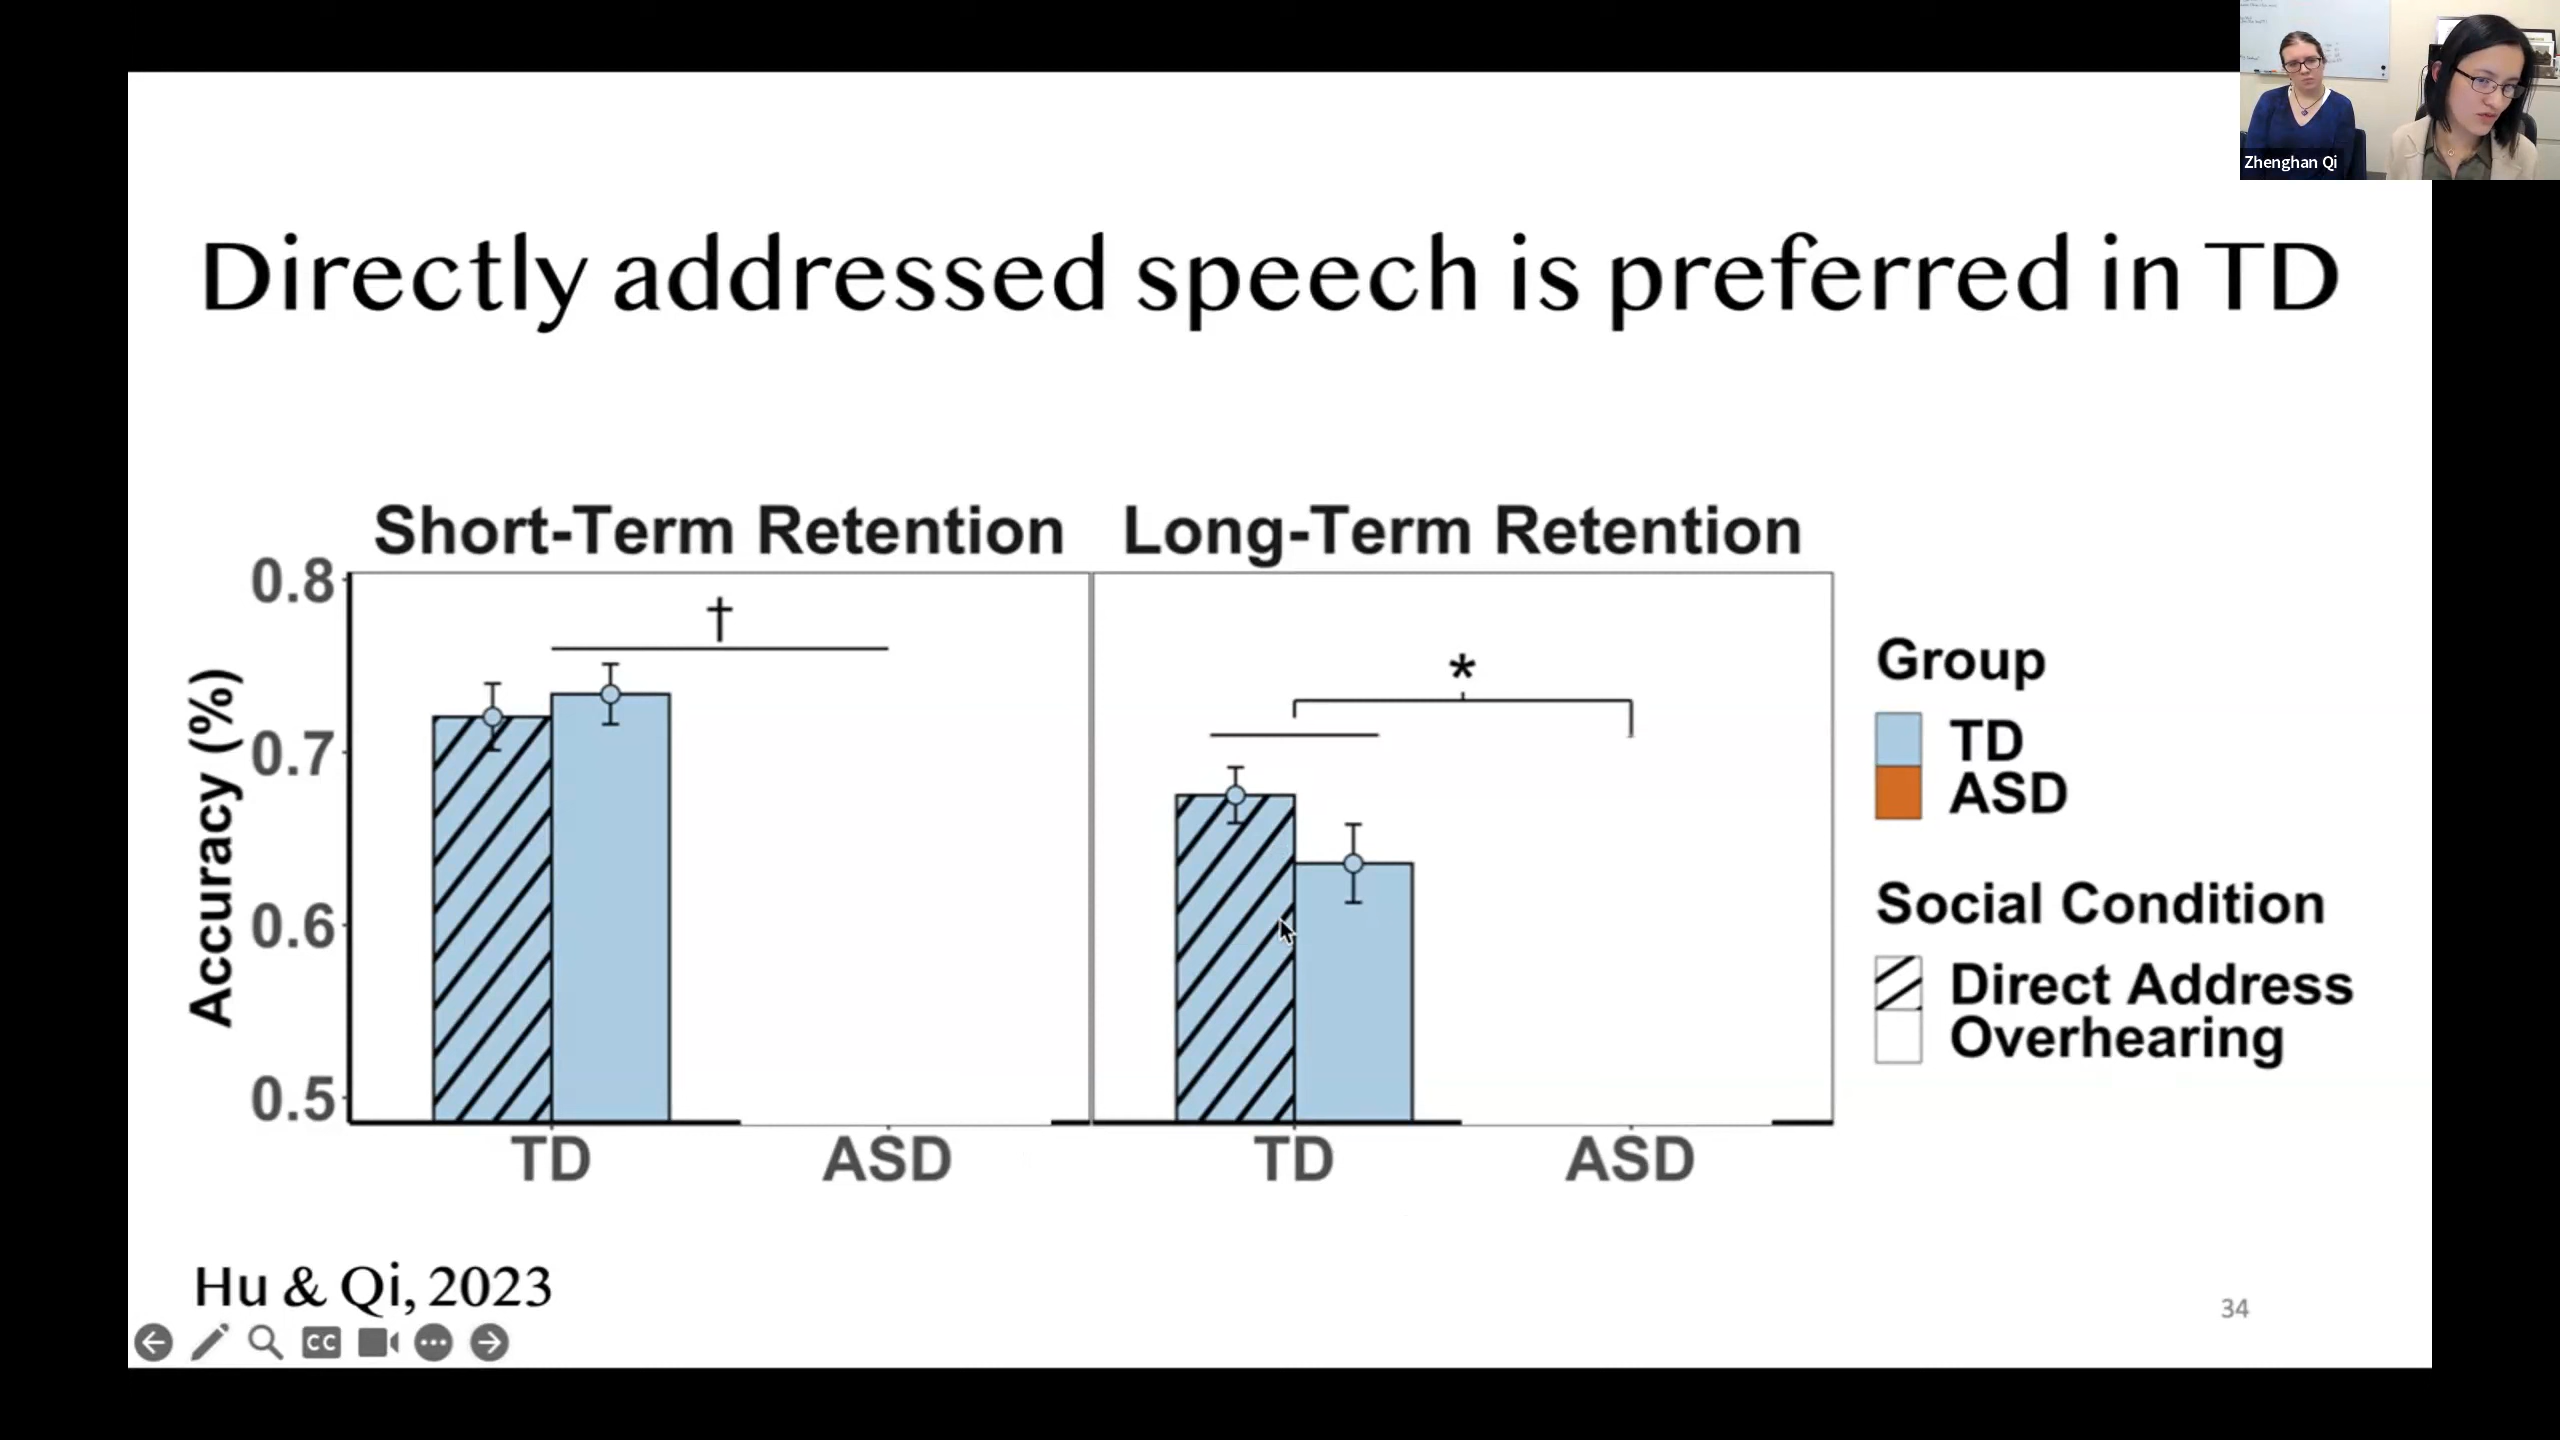 Zhenghan Qi
Directly addressed speech is preferred in TD
Short-Term Retention
Long-Term Retention
0.8
0.7
0.6
0.5
Accuracy (%)
†
*
TD
ASD
TD
ASD
Group
TD
ASD
Social Condition
Direct Address
Overhearing
Hu & Qi, 2023
CC
34